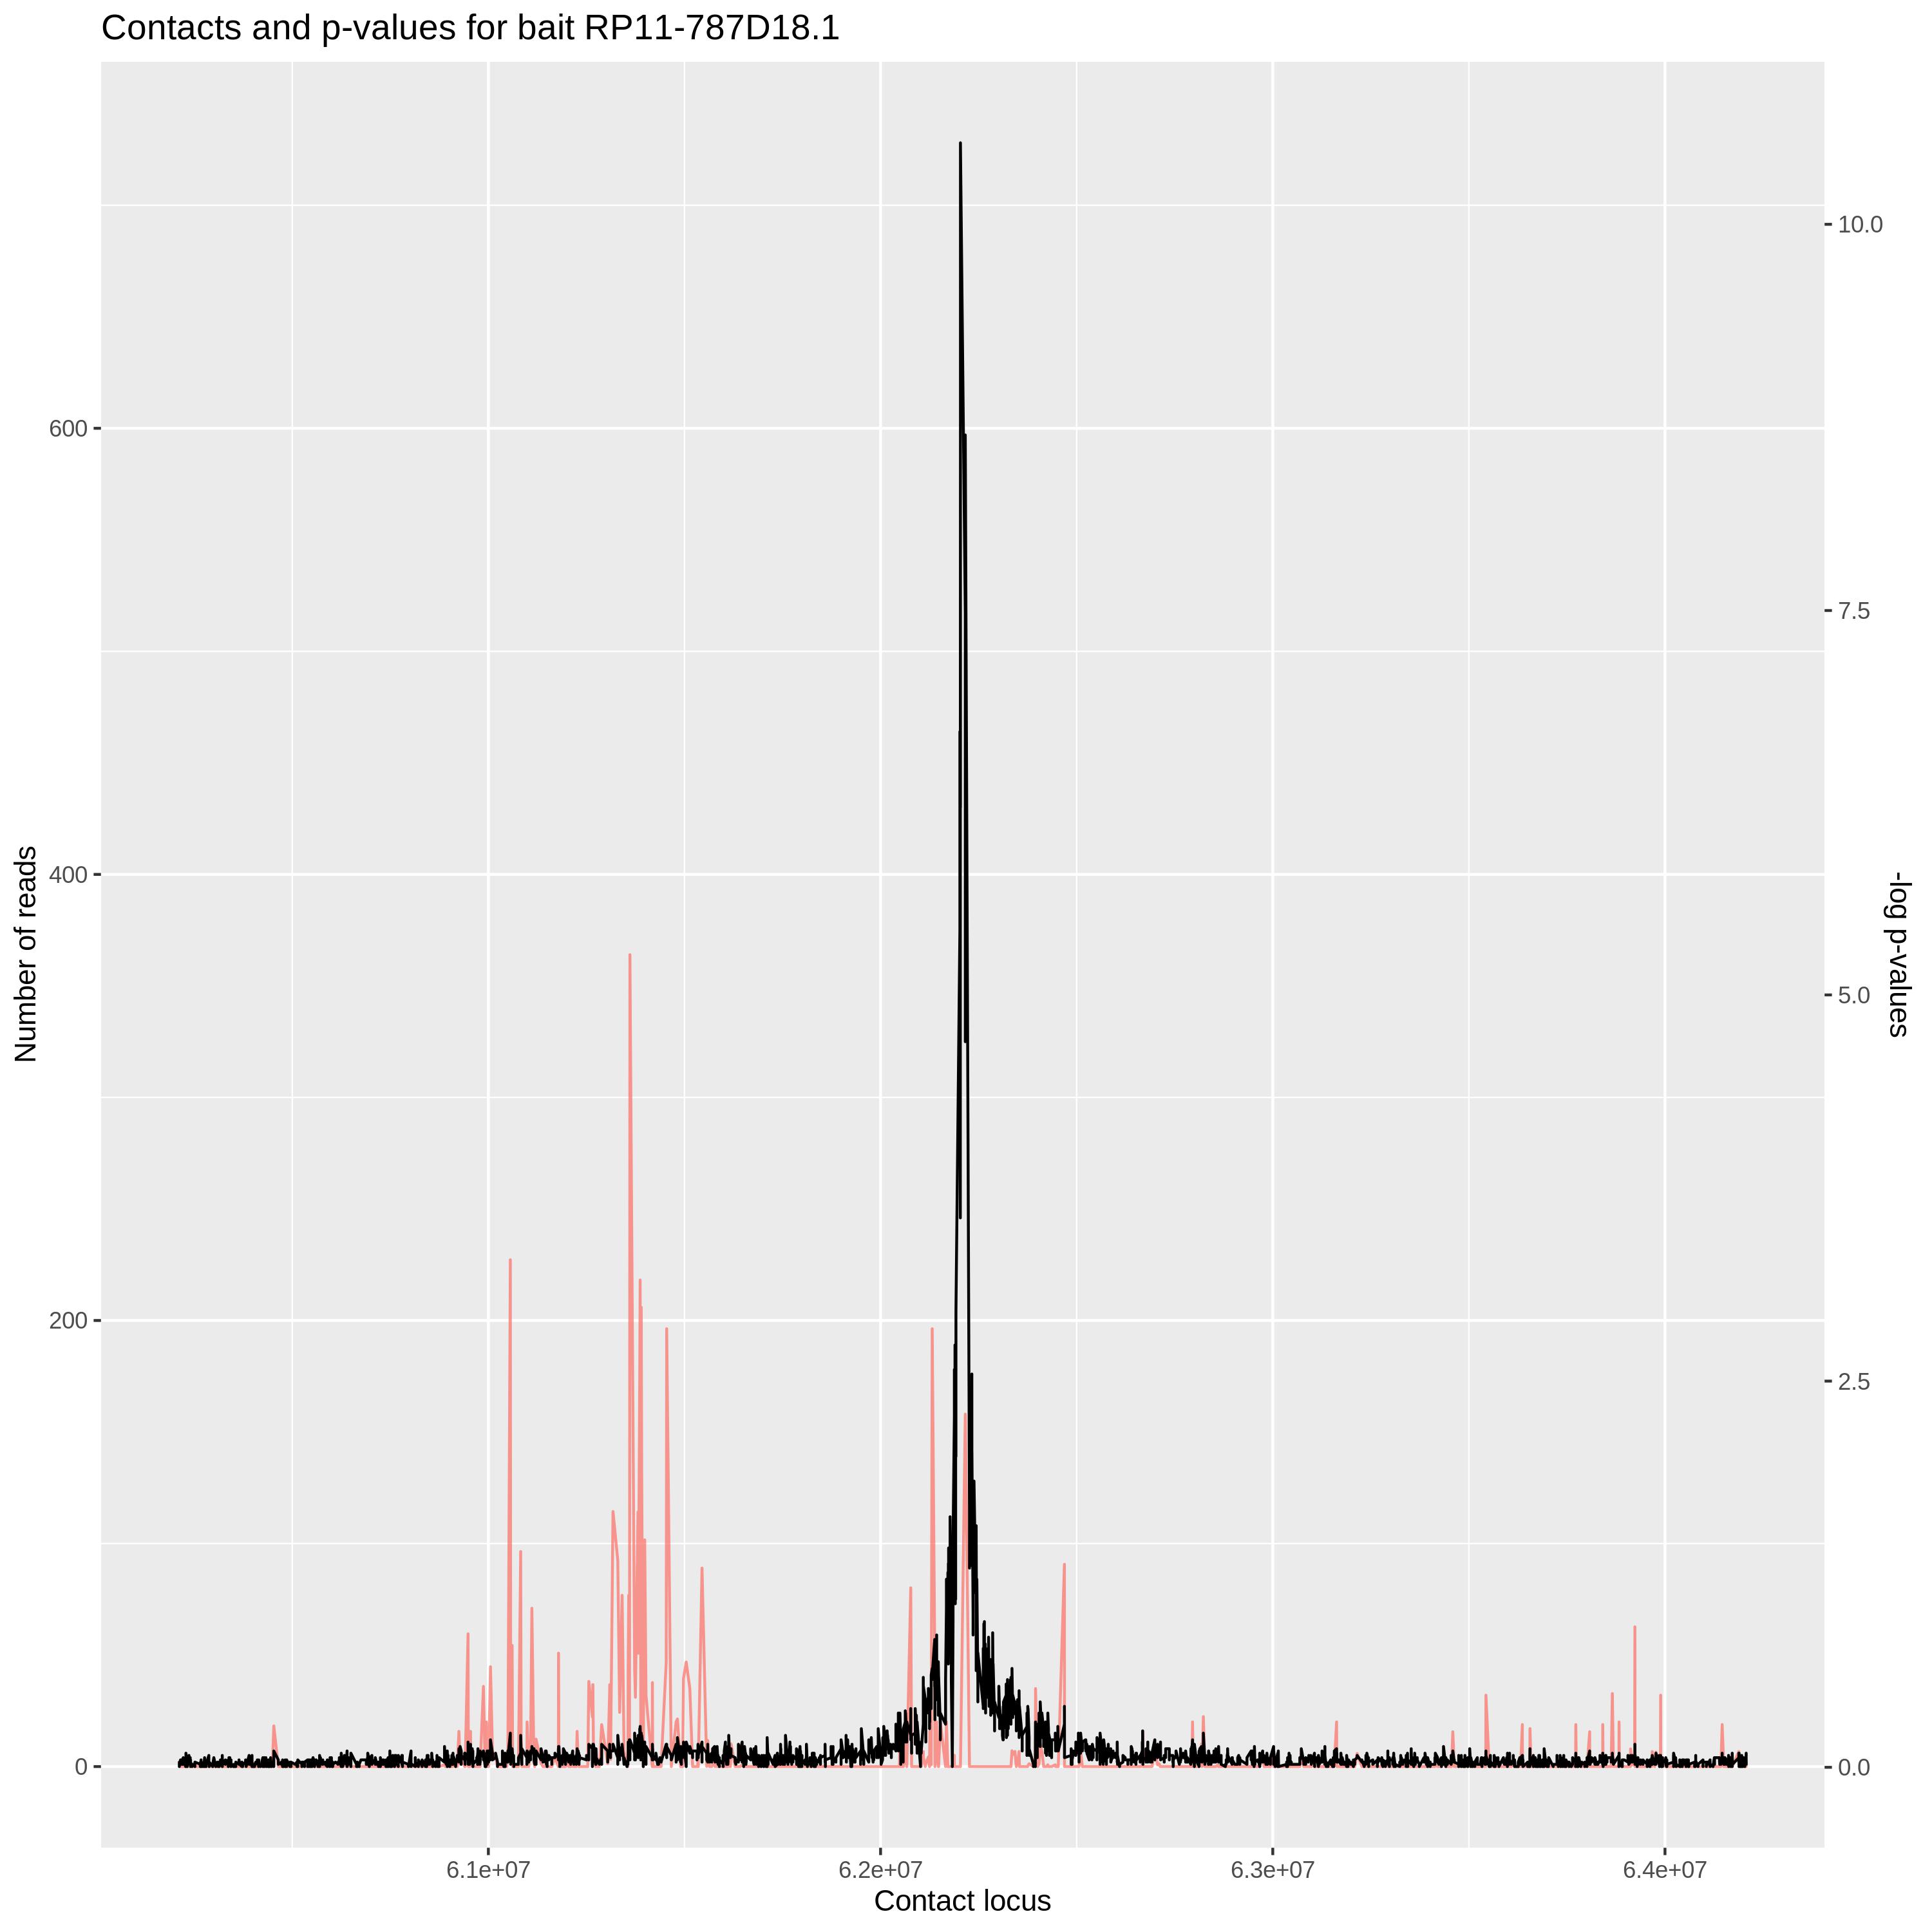 Contacts and p-values for bait RP11-787D18.1
Number of reads
600
400
200
0
10.0
7.5
5.0
2.5
0.0
-log p-values
6.1e+07 6.2e+07 6.3e+07 6.4e+07
Contact locus